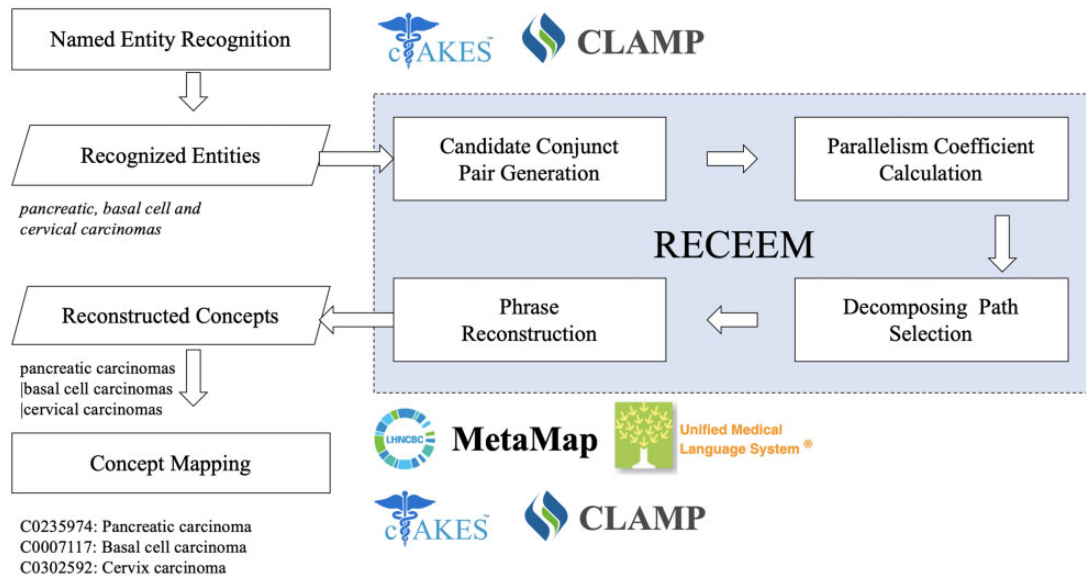 Named Entity Recognition
cTAKES™
CLAMP
Recognized Entities
pancreatic, basal cell and
cervical carcinomas
Candidate Conjunct
Pair Generation
Parallelism Coefficient
Calculation
RECEEM
Decomposing Path
Selection
Phrase
Reconstruction
Reconstructed Concepts
pancreatic carcinomas
|basal cell carcinomas
|cervical carcinomas
LHNCBC
MetaMap
Unified Medical
Language System ®
Concept Mapping
cTAKES™
CLAMP
C0235974: Pancreatic carcinoma
C0007117: Basal cell carcinoma
C0302592: Cervix carcinoma